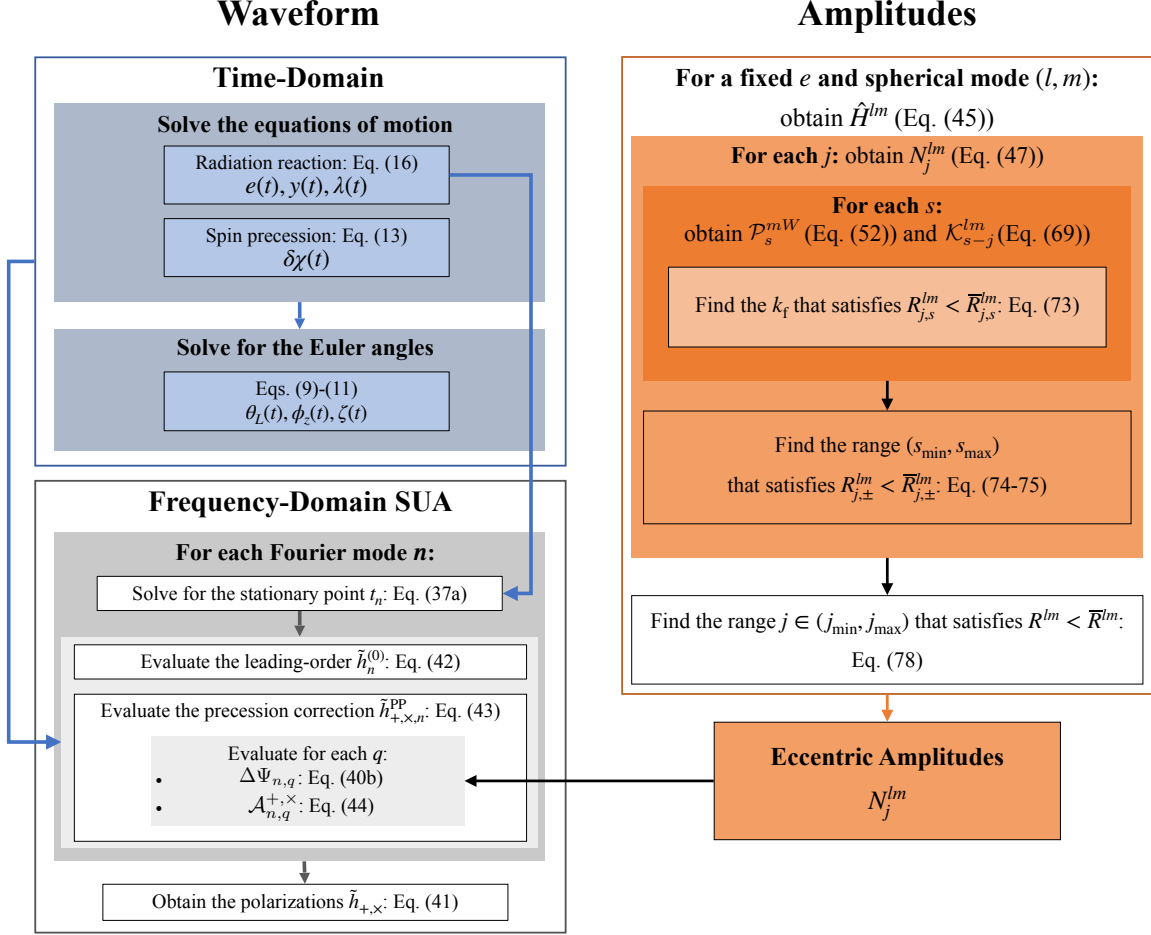 Waveform
Time-Domain
Solve the equations of motion
Radiation reaction: Eq. (16)
e(t), y(t), λ(t)
Spin precession: Eq. (13)
δχ(t)
Solve for the Euler angles
Eqs. (9)-(11)
θ_L(t), ϕ_z(t), ζ(t)
Frequency-Domain SUA
For each Fourier mode n:
Solve for the stationary point t_n: Eq. (37a)
Evaluate the leading-order h̃_n^{(0)}: Eq. (42)
Evaluate the precession correction h̃_{+,×,n}^{PP}: Eq. (43)
Evaluate for each q:
• ΔΨ_{n,q}: Eq. (40b)
• 𝒜_{n,q}^{+,×}: Eq. (44)
Obtain the polarizations h̃_{+,×}: Eq. (41)
Amplitudes
For a fixed e and spherical mode (l, m):
obtain Ĥ^{lm} (Eq. (45))
For each j: obtain N_j^{lm} (Eq. (47))
For each s:
obtain 𝒫_s^{mW} (Eq. (52)) and 𝒦_{s−j}^{lm} (Eq. (69))
Find the k_f that satisfies R_{j,s}^{lm} < R̅_{j,s}^{lm}: Eq. (73)
Find the range (s_min, s_max)
that satisfies R_{j,±}^{lm} < R̅_{j,±}^{lm}: Eq. (74-75)
Find the range j ∈ (j_min, j_max) that satisfies R^{lm} < R̅^{lm}:
Eq. (78)
Eccentric Amplitudes
N_j^{lm}